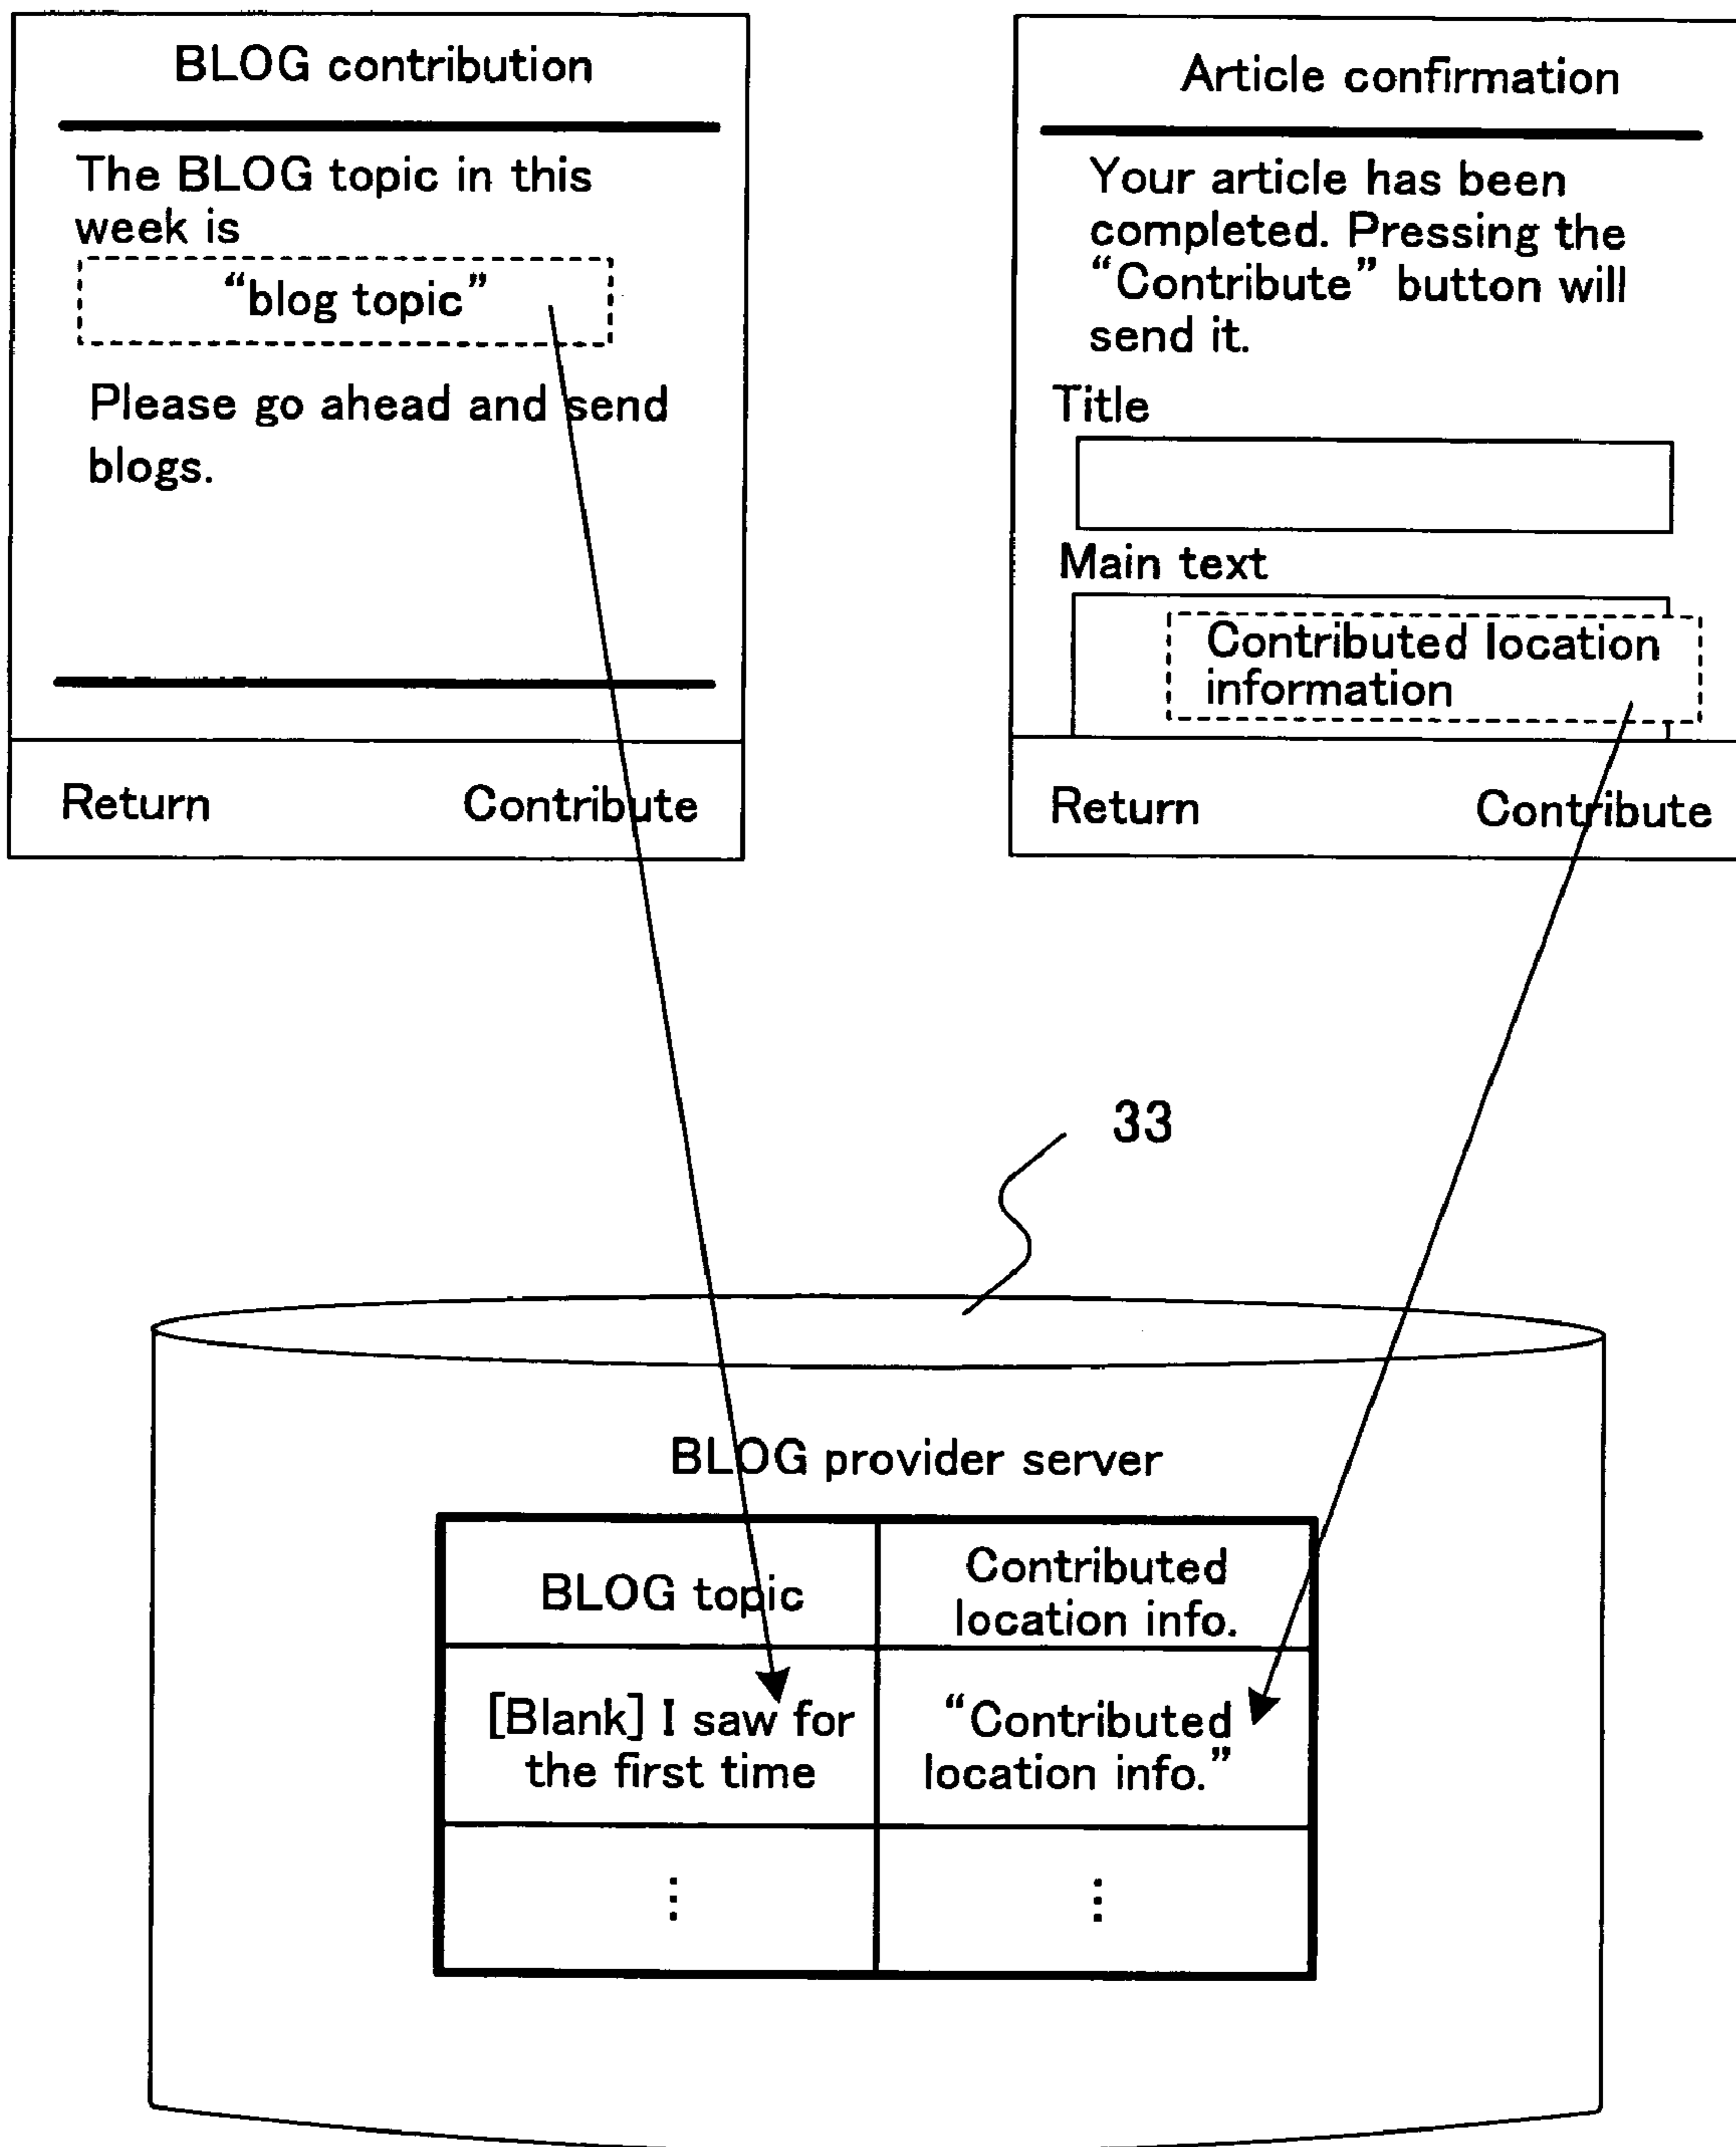 BLOG contribution
The BLOG topic in this
week is
“blog topic”
Please go ahead and send
blogs.
Return Contribute
Article confirmation
Your article has been
completed. Pressing the
“Contribute” button will
send it.
Title
Main text
Contributed location
information
Return Contribute
33
BLOG provider server
BLOG topic
Contributed
location info.
[Blank] I saw for
the first time
“Contributed
location info.”
⋮ ⋮